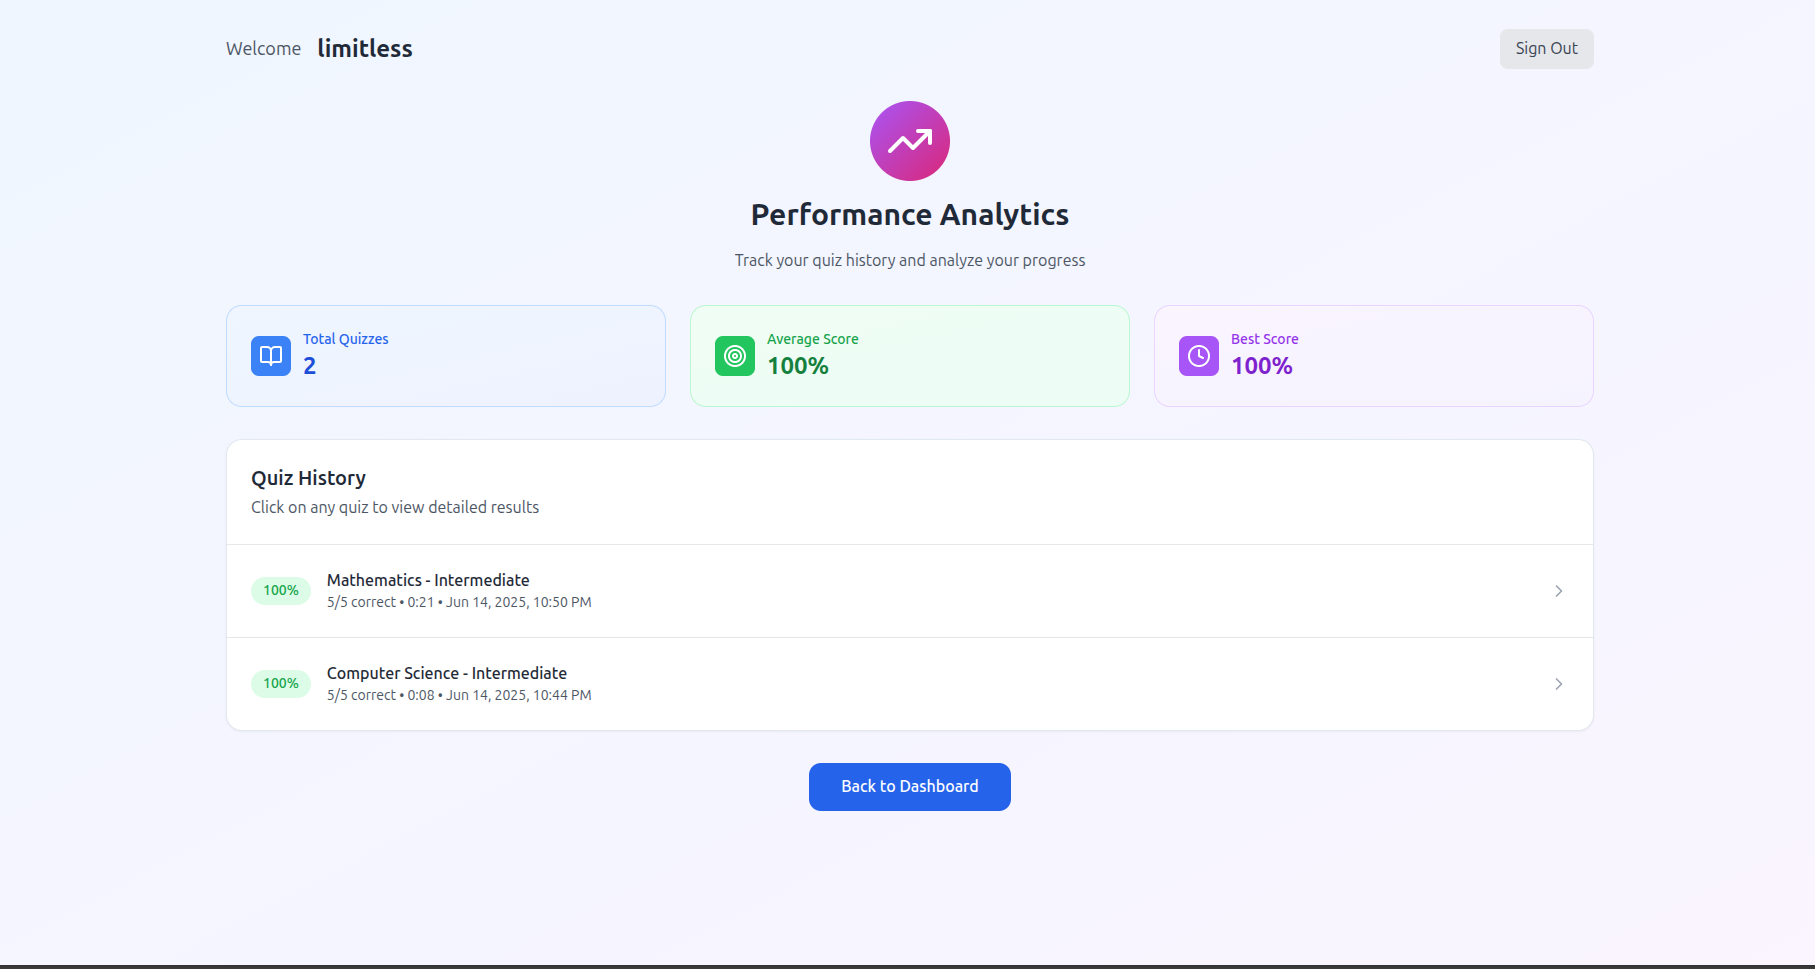 Welcome limitless
Sign Out
Performance Analytics
Track your quiz history and analyze your progress
Total Quizzes
2
Average Score
100%
Best Score
100%
Quiz History
Click on any quiz to view detailed results
100%
Mathematics - Intermediate
5/5 correct • 0:21 • Jun 14, 2025, 10:50 PM
100%
Computer Science - Intermediate
5/5 correct • 0:08 • Jun 14, 2025, 10:44 PM
Back to Dashboard